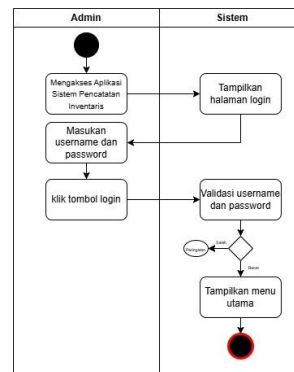 Admin
Sistem
Mengakses Aplikasi
Sistem Pencatatan
Inventaris
Tampilkan
halaman login
Masukan
username dan
password
klik tombol login
Validasi username
dan password
Salah
Peringatan
Benar
Tampilkan menu
utama